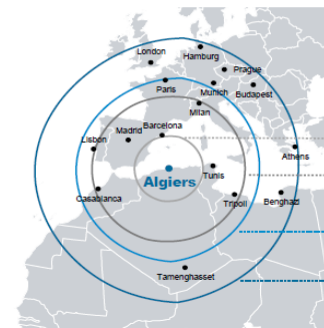 London
Hamburg
Prague
Paris
Munich
Budapest
Milan
Barcelona
Madrid
Lisbon
Athens
Algiers
Tunis
Casablanca
Tripoli
Benghazi
Tamenghasset